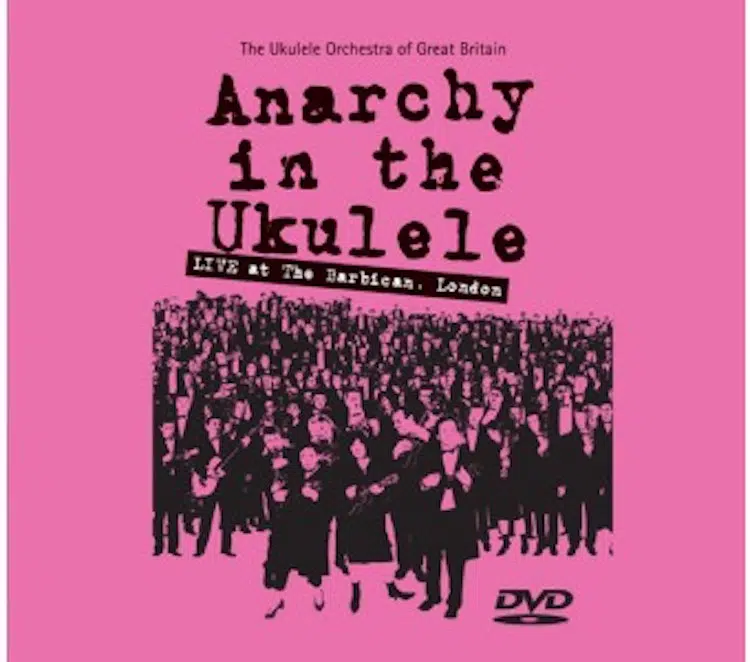 The Ukulele Orchestra of Great Britain
Anarchy
in the
Ukulele
LIVE at The Barbican, London
DVD